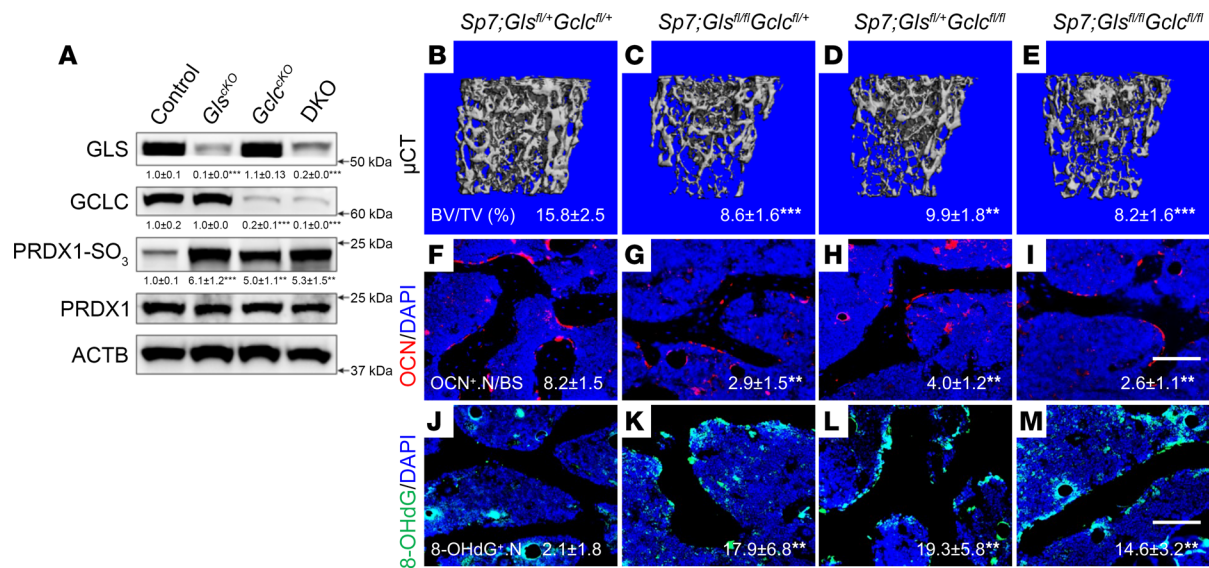 A
Control
Gls^cKO
Gclc^cKO
DKO
GLS
50 kDa
1.0±0.1 0.1±0.0*** 1.1±0.13 0.2±0.0***
GCLC
60 kDa
1.0±0.2 1.0±0.0 0.2±0.1*** 0.1±0.0***
PRDX1-SO₃
25 kDa
1.0±0.1 6.1±1.2*** 5.0±1.1** 5.3±1.5**
PRDX1
25 kDa
ACTB
37 kDa
Sp7;Gls^fl/+Gclc^fl/+
Sp7;Gls^fl/flGclc^fl/+
Sp7;Gls^fl/+Gclc^fl/fl
Sp7;Gls^fl/flGclc^fl/fl
µCT
B
BV/TV (%) 15.8±2.5
C
8.6±1.6***
D
9.9±1.8**
E
8.2±1.6***
OCN/DAPI
F
OCN⁺.N/BS 8.2±1.5
G
2.9±1.5**
H
4.0±1.2**
I
2.6±1.1**
8-OHdG/DAPI
J
8-OHdG⁺.N 2.1±1.8
K
17.9±6.8**
L
19.3±5.8**
M
14.6±3.2**